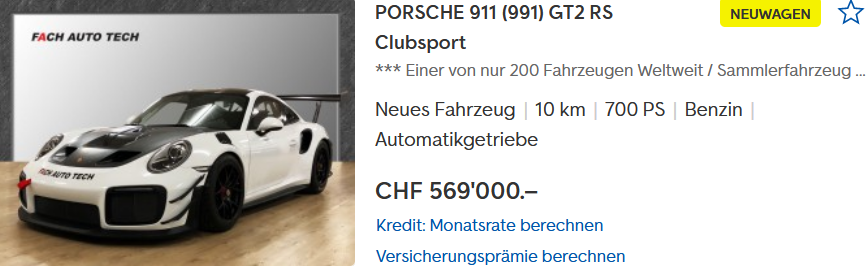 FACH AUTO TECH
FACH AUTO TECH
PORSCHE 911 (991) GT2 RS
NEUWAGEN
Clubsport
*** Einer von nur 200 Fahrzeugen Weltweit / Sammlerfahrzeug ...
Neues Fahrzeug | 10 km | 700 PS | Benzin |
Automatikgetriebe
CHF 569'000.–
Kredit: Monatsrate berechnen
Versicherungsprämie berechnen